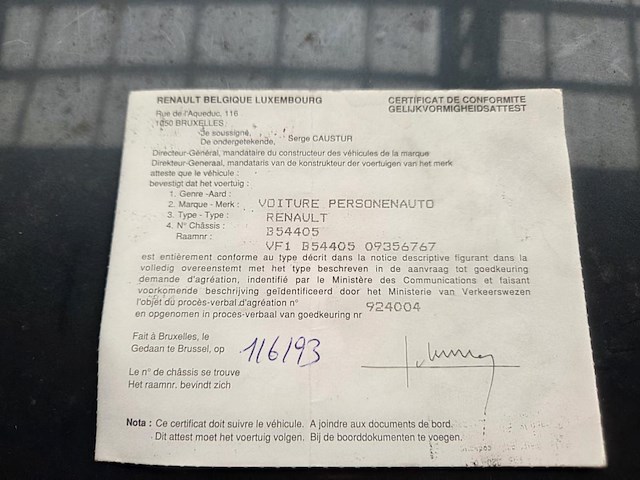 RENAULT BELGIQUE LUXEMBOURG
CERTIFICAT DE CONFORMITE
GELIJKVORMIGHEIDSATTEST
Rue de l'Aqueduc, 116
1050 BRUXELLES
Je soussigné,
De ondergetekende, Serge CAUSTUR
Directeur-Général, mandataire du constructeur des véhicules de la marque
Direkteur-Generaal, mandataris van de konstrukteur der voertuigen van het merk
atteste que le véhicule :
bevestigt dat het voertuig :
1. Genre - Aard :
2. Marque - Merk : VOITURE PERSONENAUTO
3. Type - Type : RENAULT
4. N° Châssis : B54405
Raamnr : VF1 B54405 09356767
est entièrement conforme au type décrit dans la notice descriptive figurant dans la
volledig overeenstemt met het type beschreven in de aanvraag tot goedkeuring
demande d'agréation, indentifié par le Ministère des Communications et faisant
voorkomende beschrijving geïdentificeerd door het Ministerie van Verkeerswezen
l'objet du procès-verbal d'agréation n° 924004
en opgenomen in proces-verbaal van goedkeuring nr
Fait à Bruxelles, le
Gedaan te Brussel, op 1/6/93
Le n° de châssis se trouve
Het raamnr. bevindt zich
Nota : Ce certificat doit suivre le véhicule. A joindre aux documents de bord.
Dit attest moet het voertuig volgen. Bij de boorddokumenten te voegen.